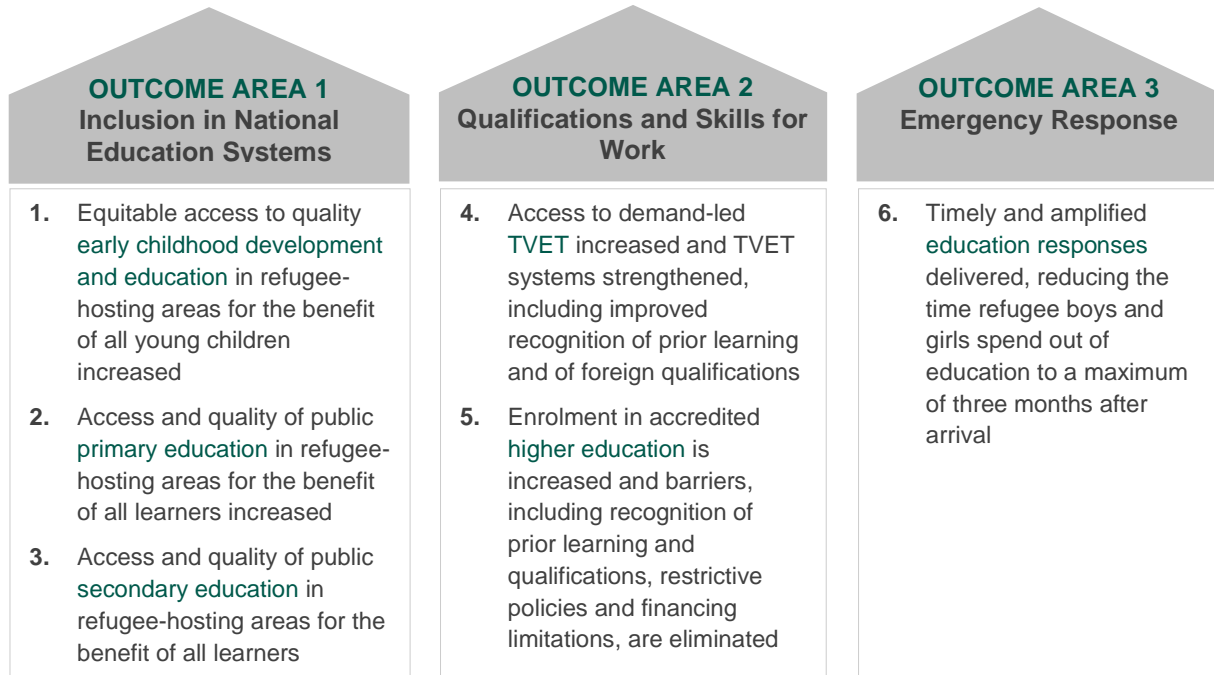 OUTCOME AREA 1
Inclusion in National
Education Systems
1. Equitable access to quality
early childhood development
and education in refugee-
hosting areas for the benefit
of all young children
increased
2. Access and quality of public
primary education in refugee-
hosting areas for the benefit
of all learners increased
3. Access and quality of public
secondary education in
refugee-hosting areas for the
benefit of all learners
OUTCOME AREA 2
Qualifications and Skills for
Work
4. Access to demand-led
TVET increased and TVET
systems strengthened,
including improved
recognition of prior learning
and of foreign qualifications
5. Enrolment in accredited
higher education is
increased and barriers,
including recognition of
prior learning and
qualifications, restrictive
policies and financing
limitations, are eliminated
OUTCOME AREA 3
Emergency Response
6. Timely and amplified
education responses
delivered, reducing the
time refugee boys and
girls spend out of
education to a maximum
of three months after
arrival